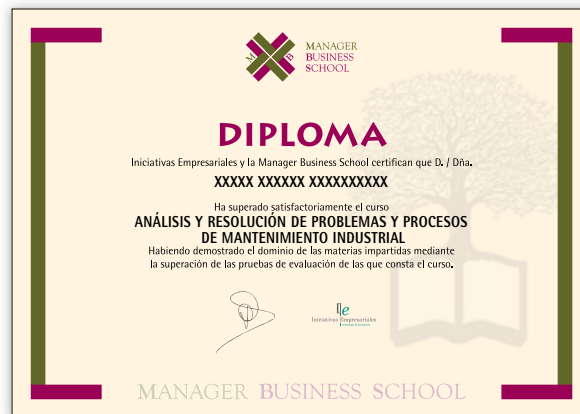 M B
MANAGER
BUSINESS
SCHOOL
DIPLOMA
Iniciativas Empresariales y la Manager Business School certifican que D. / Dña.
XXXXX XXXXXX XXXXXXXXXX
Ha superado satisfactoriamente el curso
ANÁLISIS Y RESOLUCIÓN DE PROBLEMAS Y PROCESOS
DE MANTENIMIENTO INDUSTRIAL
Habiendo demostrado el dominio de las materias impartidas mediante
la superación de las pruebas de evaluación de las que consta el curso.
Ie
Iniciativas Empresariales
MANAGER BUSINESS SCHOOL